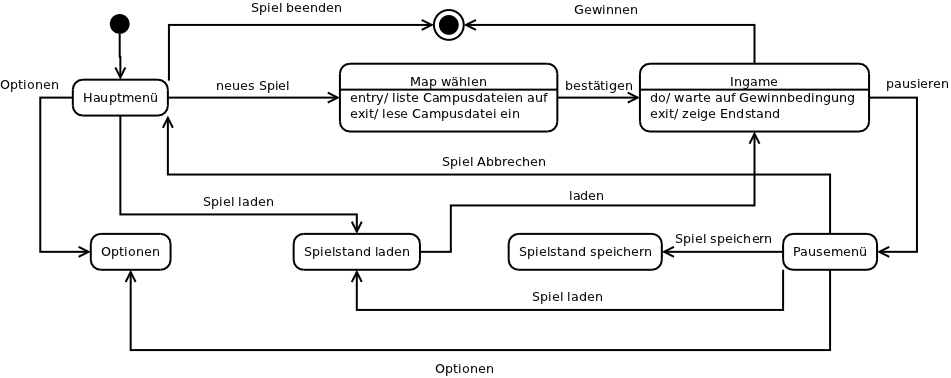 Spiel beenden
Gewinnen
Map wählen
Ingame
Optionen
neues Spiel
bestätigen
pausieren
Hauptmenü
entry/ liste Campusdateien auf
exit/ lese Campusdatei ein
do/ warte auf Gewinnbedingung
exit/ zeige Endstand
Spiel Abbrechen
Spiel laden
laden
Spiel speichern
Optionen
Spielstand laden
Spielstand speichern
Pausemenü
Spiel laden
Optionen